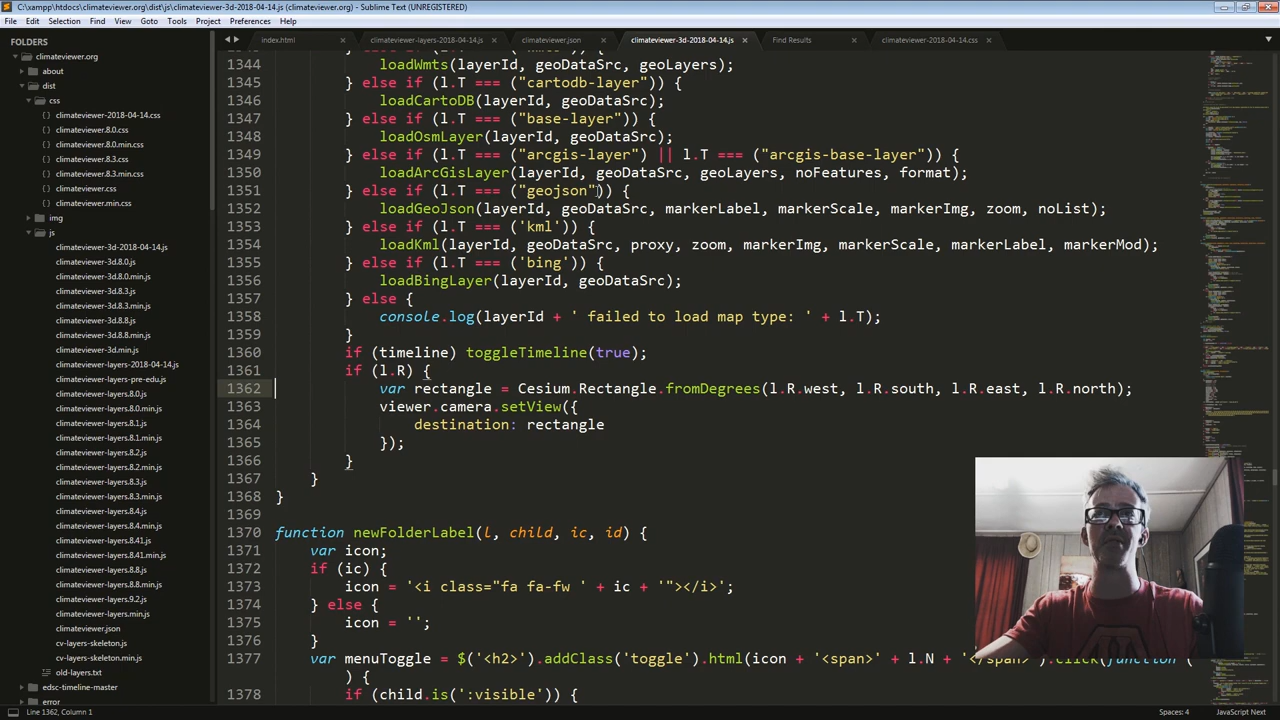 C:\xampp\htdocs\climateviewer.org\dist\js\climateviewer-3d-2018-04-14.js (climateviewer.org) - Sublime Text (UNREGISTERED)
File Edit Selection Find View Goto Tools Project Preferences Help
FOLDERS
climateviewer.org
about
dist
css
climateviewer-2018-04-14.css
climateviewer.8.0.css
climateviewer.8.0.min.css
climateviewer.8.3.css
climateviewer.8.3.min.css
climateviewer.css
climateviewer.min.css
img
js
climateviewer-3d-2018-04-14.js
climateviewer-3d.8.0.js
climateviewer-3d.8.0.min.js
climateviewer-3d.8.3.js
climateviewer-3d.8.3.min.js
climateviewer-3d.8.8.js
climateviewer-3d.8.8.min.js
climateviewer-3d.min.js
climateviewer-layers-2018-04-14.js
climateviewer-layers-pre-edu.js
climateviewer-layers.8.0.js
climateviewer-layers.8.0.min.js
climateviewer-layers.8.1.js
climateviewer-layers.8.1.min.js
climateviewer-layers.8.2.js
climateviewer-layers.8.2.min.js
climateviewer-layers.8.3.js
climateviewer-layers.8.3.min.js
climateviewer-layers.8.4.js
climateviewer-layers.8.4.min.js
climateviewer-layers.8.41.js
climateviewer-layers.8.41.min.js
climateviewer-layers.8.8.js
climateviewer-layers.8.8.min.js
climateviewer-layers.9.2.js
climateviewer-layers.min.js
climateviewer.json
cv-layers-skeleton.js
cv-layers-skeleton.min.js
old-layers.txt
edsc-timeline-master
error
index.html climateviewer-layers-2018-04-14.js climateviewer.json climateviewer-3d-2018-04-14.js Find Results climateviewer-2018-04-14.css
1344 loadWmts(layerId, geoDataSrc, geoLayers);
1345 } else if (l.T === "cartodb-layer")) {
1346 loadCartoDB(layerId, geoDataSrc);
1347 } else if (l.T === ("base-layer")) {
1348 loadOsmLayer(layerId, geoDataSrc);
1349 } else if (l.T === "arcgis-layer") || l.T === ("arcgis-base-layer")) {
1350 loadArcGisLayer(layerId, geoDataSrc, geoLayers, noFeatures, format);
1351 } else if (l.T === ("geojson")) {
1352 loadGeoJson(layerId, geoDataSrc, markerLabel, markerScale, markerImg, zoom, noList);
1353 } else if (l.T ===
1354 loadKml(layerId, geoDataSrc, proxy, zoom, markerImg, markerScale, markerLabel, markerMod);
1355 } else if (l.T === ")) {
1356 loadBingLayer(layerId, geoDataSrc);
1357 } else {
1358 console.log(layerId + ' failed to load map type: ' + l.T);
1359 }
1360 if (timeline) toggleTimeline(true);
1361 if (l.R) {
1362 var rectangle = Cesium.Rectangle.fromDegrees(l.R.west, l.R.south, l.R.east, l.R.north);
1363 viewer.camera.setView({
1364 destination: rectangle
1365 });
1366 }
1367 }
1368 }
1369
1370 function newFolderLabel(l, child, ic, id) {
1371 var icon;
1372 if (ic) {
1373 icon = '<i class="fa fa-fw ' + ic + '"></i>';
1374 } else {
1375 icon = '';
1376 }
1377 var menuToggle = $('<h2>').addClass('toggle').html(icon + '<span>' + l.N + '</span>').click(function (
) {
1378 if (child.is(':visible')) {
Line 1362, Column 1
Spaces: 4 JavaScript Next